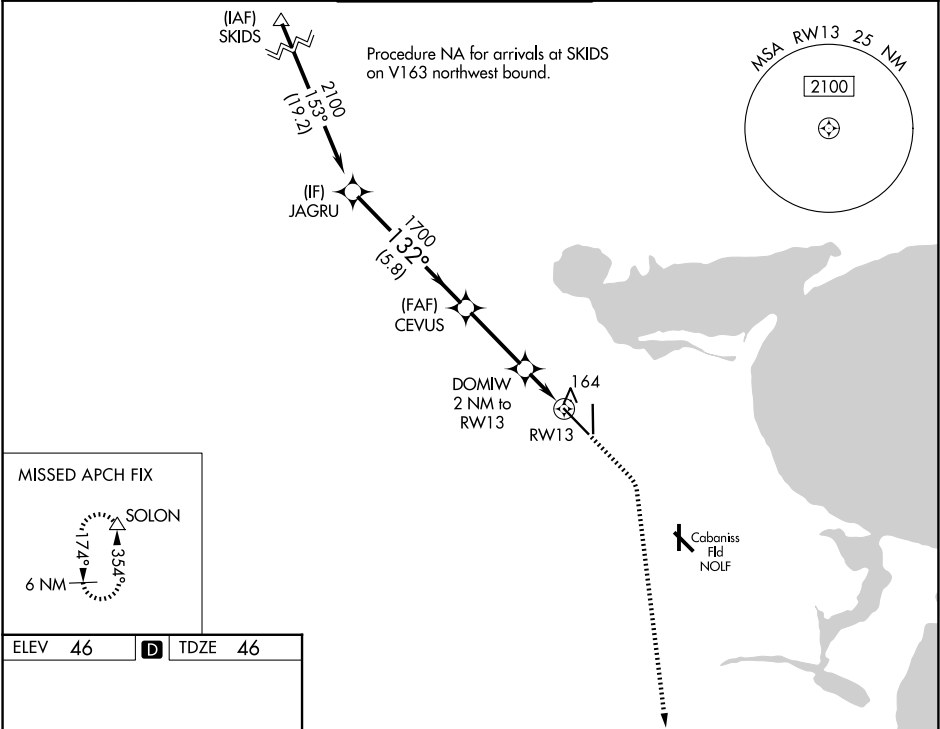 (IAF)
SKIDS
Procedure NA for arrivals at SKIDS
on V163 northwest bound.
MSA RW13 25 NM
2100
2100
153°
(19.2)
(IF)
JAGRU
1700
132°
(5.8)
(FAF)
CEVUS
DOMIW
2 NM to
RW13
164
RW13
Cabaniss
Fld
NOLF
MISSED APCH FIX
SOLON
174°
354°
6 NM
ELEV 46 D TDZE 46